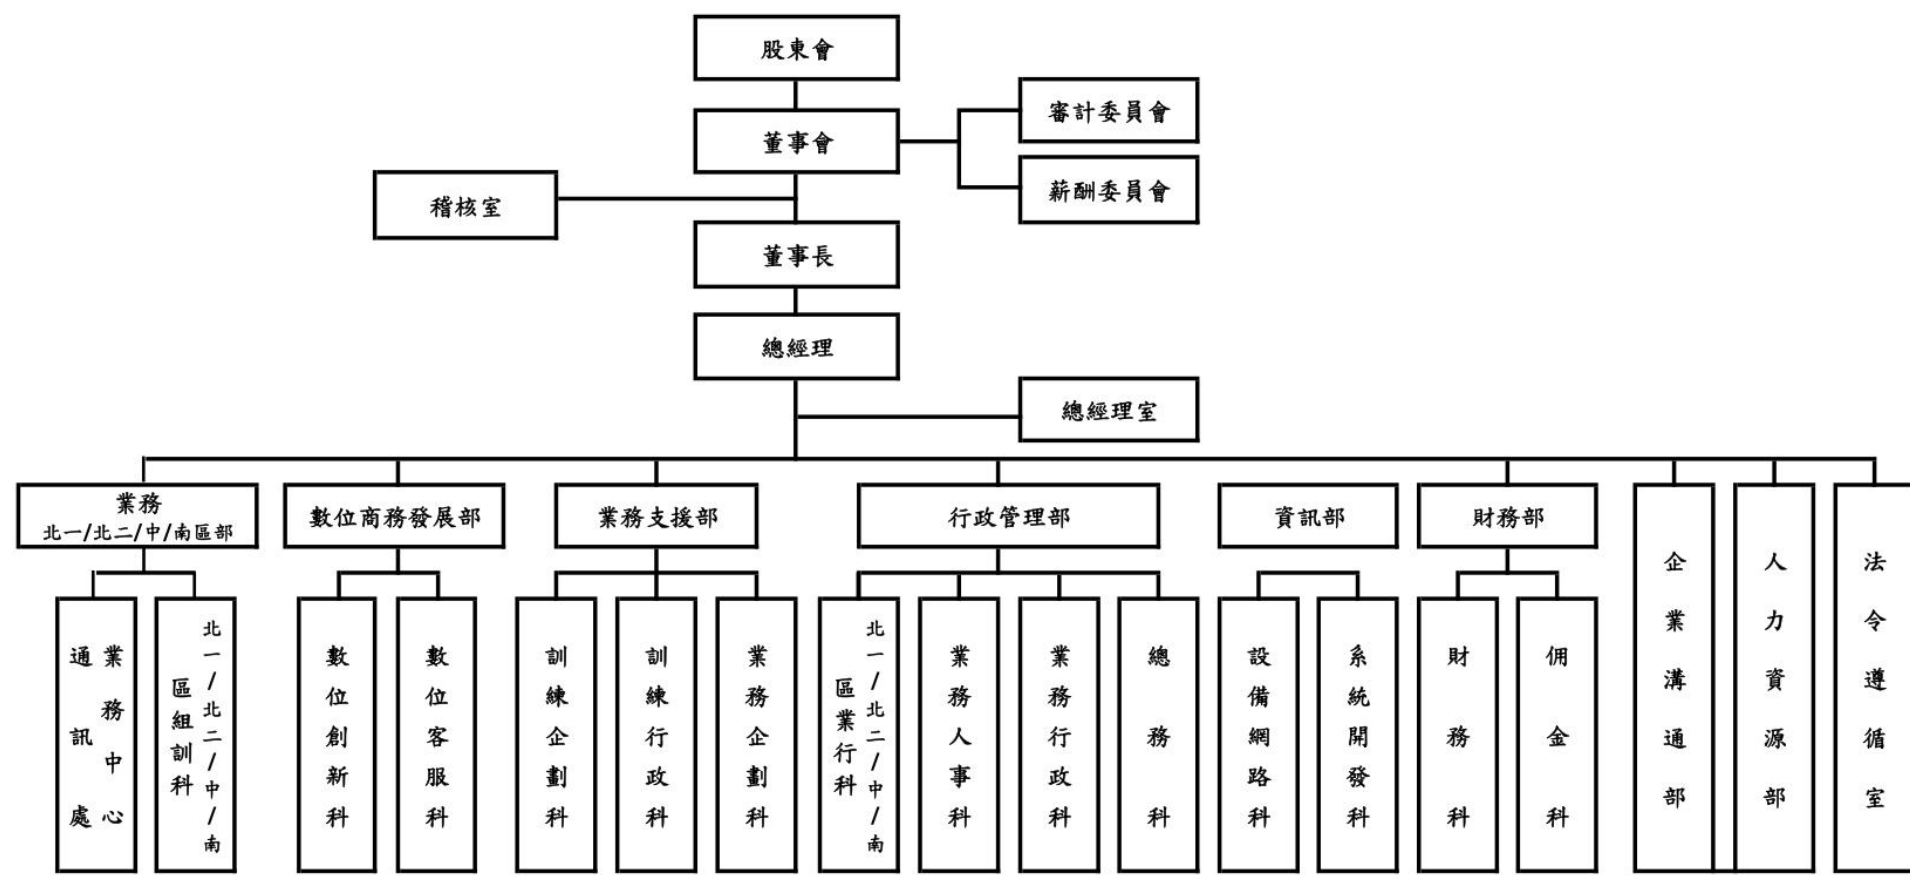 股東會
審計委員會
董事會
薪酬委員會
稽核室
董事長
總經理
總經理室
業務
北一/北二/中/南區部
數位商務發展部
業務支援部
行政管理部
資訊部
財務部
企業溝通部
人力資源部
法令遵循室
業務中心
通訊處
北一/北二/中/南
區組訓科
數位創新科
數位客服科
訓練企劃科
訓練行政科
業務企劃科
北一/北二/中/南
區業行科
業務人事科
業務行政科
總務科
設備網路科
系統開發科
財務科
佣金科